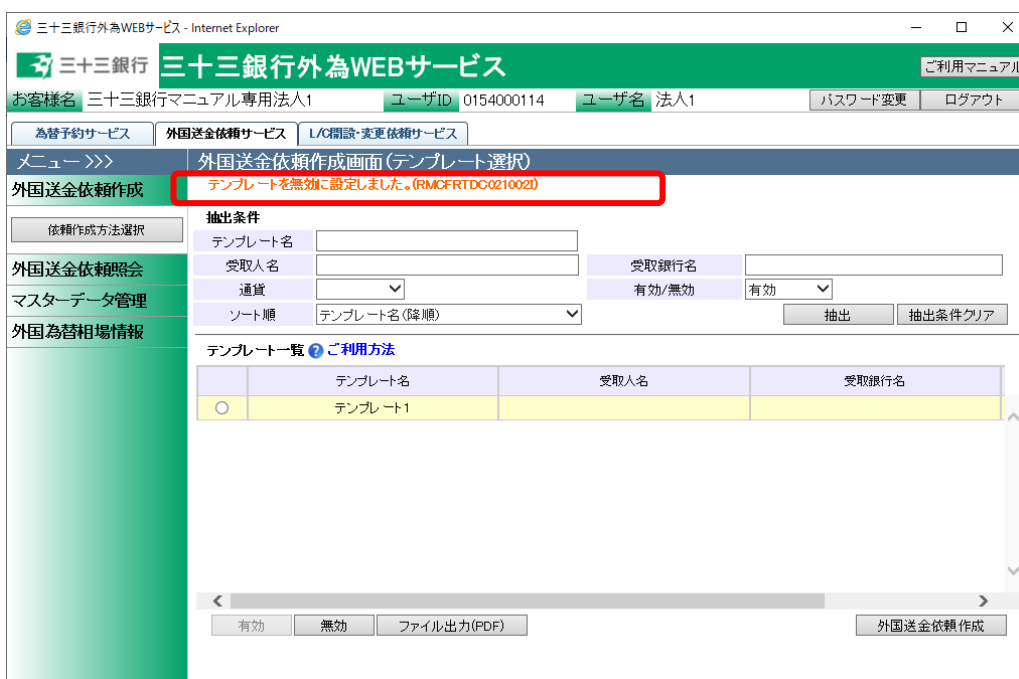 三十三銀行外為WEBサービス - Internet Explorer
三十三銀行 三十三銀行外為WEBサービス ご利用マニュアル
お客様名 三十三銀行マニュアル専用法人1 ユーザID 0154000114 ユーザ名 法人1 パスワード変更 ログアウト
為替予約サービス 外国送金依頼サービス L/C開設・変更依頼サービス
メニュー >>> 外国送金依頼作成画面(テンプレート選択)
外国送金依頼作成 テンプレートを無効に設定しました。(RMCFRTDC021002I)
抽出条件
依頼作成方法選択
テンプレート名
外国送金依頼照会 受取人名 受取銀行名
通貨 有効/無効 有効
マスターデータ管理
ソート順 テンプレート名(降順) 抽出 抽出条件クリア
外国為替相場情報
テンプレート一覧 ? ご利用方法
テンプレート名 受取人名 受取銀行名
テンプレート1
有効 無効 ファイル出力(PDF) 外国送金依頼作成